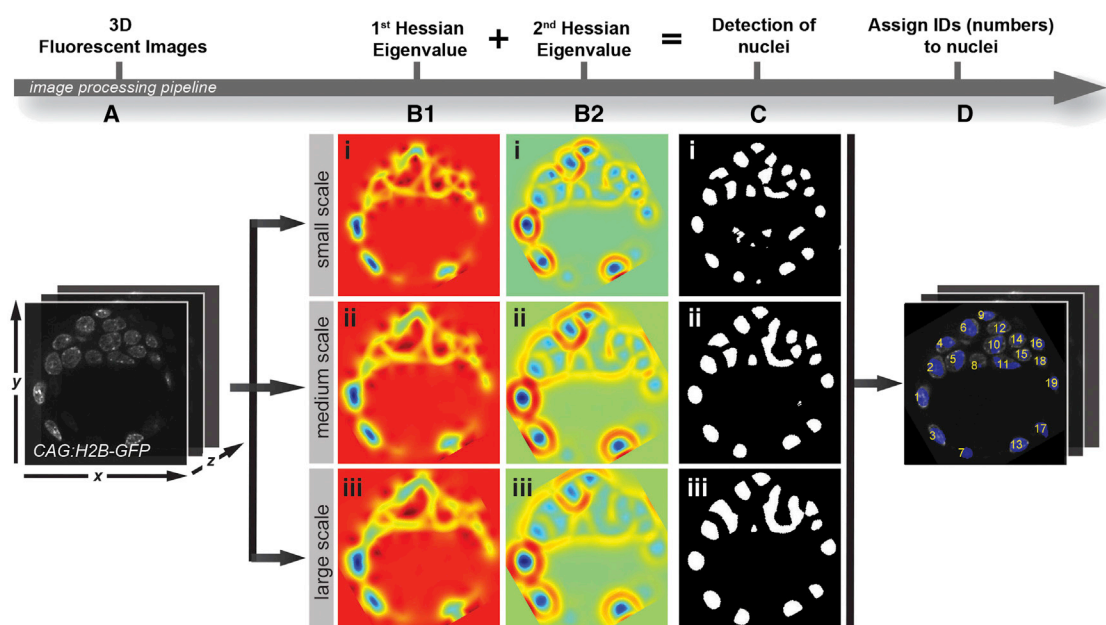 3D
Fluorescent Images
1st Hessian
Eigenvalue
+
2nd Hessian
Eigenvalue
=
Detection of
nuclei
Assign IDs (numbers)
to nuclei
image processing pipeline
A
B1
B2
C
D
small scale
i
i
i
medium scale
ii
ii
ii
large scale
iii
iii
iii
y
x
z
CAG:H2B-GFP
9
6
12
4
10
14
16
2
5
8
11
15
18
19
1
3
7
13
17